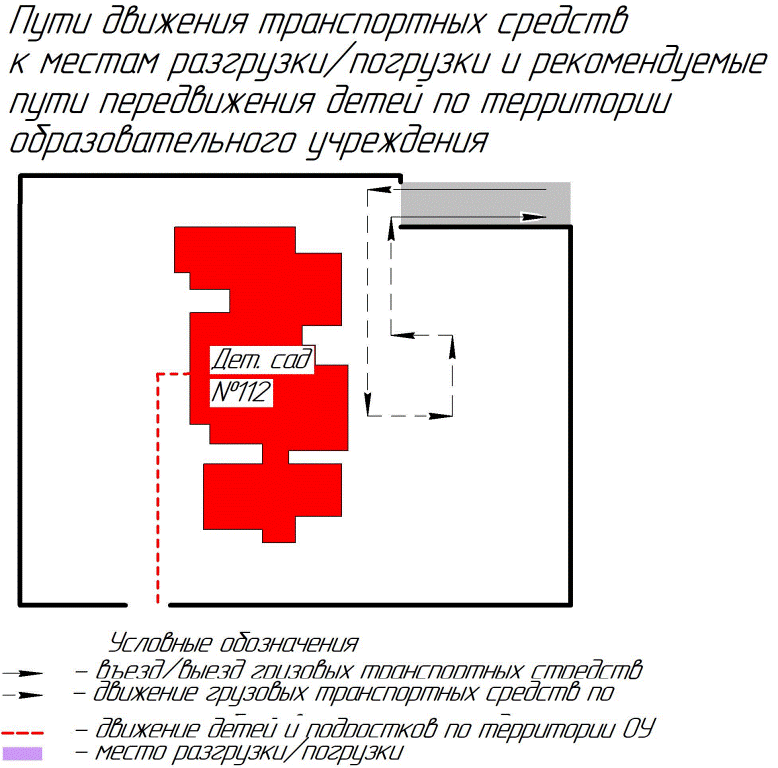 Пути движения транспортных средств
к местам разгрузки/погрузки и рекомендуемые
пути передвижения детей по территории
образовательного учреждения
Дет. сад
№112
Условные обозначения
– въезд/выезд грузовых транспортных стредств
– движение грузовых транспортных средств по
– движение детей и подростков по территории ОУ
– место разгрузки/погрузки